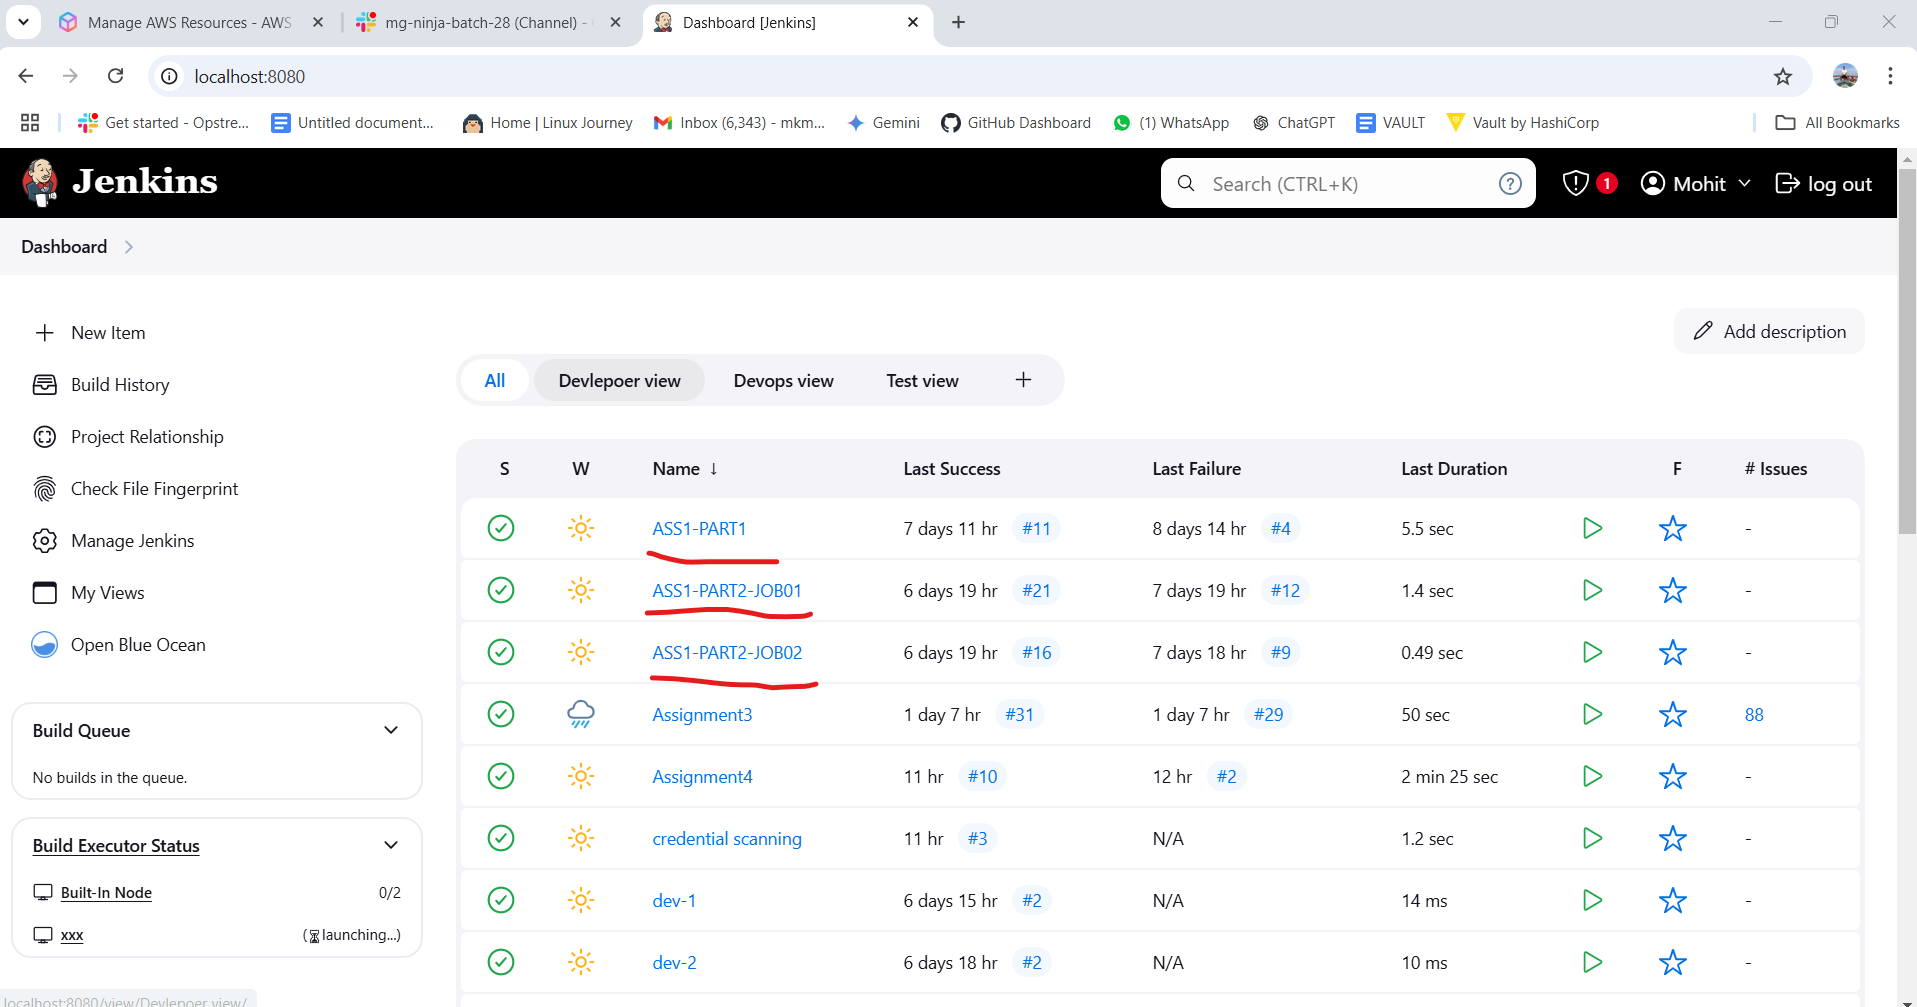 Manage AWS Resources - AWS
mg-ninja-batch-28 (Channel) -
Dashboard [Jenkins]
localhost:8080
Get started - Opstre...
Untitled document...
Home | Linux Journey
Inbox (6,343) - mkm...
Gemini
GitHub Dashboard
(1) WhatsApp
ChatGPT
VAULT
Vault by HashiCorp
All Bookmarks
Jenkins
Search (CTRL+K)
1
Mohit
log out
Dashboard
New Item
Build History
Project Relationship
Check File Fingerprint
Manage Jenkins
My Views
Open Blue Ocean
Build Queue
No builds in the queue.
Build Executor Status
Built-In Node 0/2
xxx (launching...)
Add description
All Devlepoer view Devops view Test view
S W Name ↓ Last Success Last Failure Last Duration F # Issues
ASS1-PART1 7 days 11 hr #11 8 days 14 hr #4 5.5 sec -
ASS1-PART2-JOB01 6 days 19 hr #21 7 days 19 hr #12 1.4 sec -
ASS1-PART2-JOB02 6 days 19 hr #16 7 days 18 hr #9 0.49 sec -
Assignment3 1 day 7 hr #31 1 day 7 hr #29 50 sec 88
Assignment4 11 hr #10 12 hr #2 2 min 25 sec -
credential scanning 11 hr #3 N/A 1.2 sec -
dev-1 6 days 15 hr #2 N/A 14 ms -
dev-2 6 days 18 hr #2 N/A 10 ms -
localhost:8080/view/Devlepoer view/